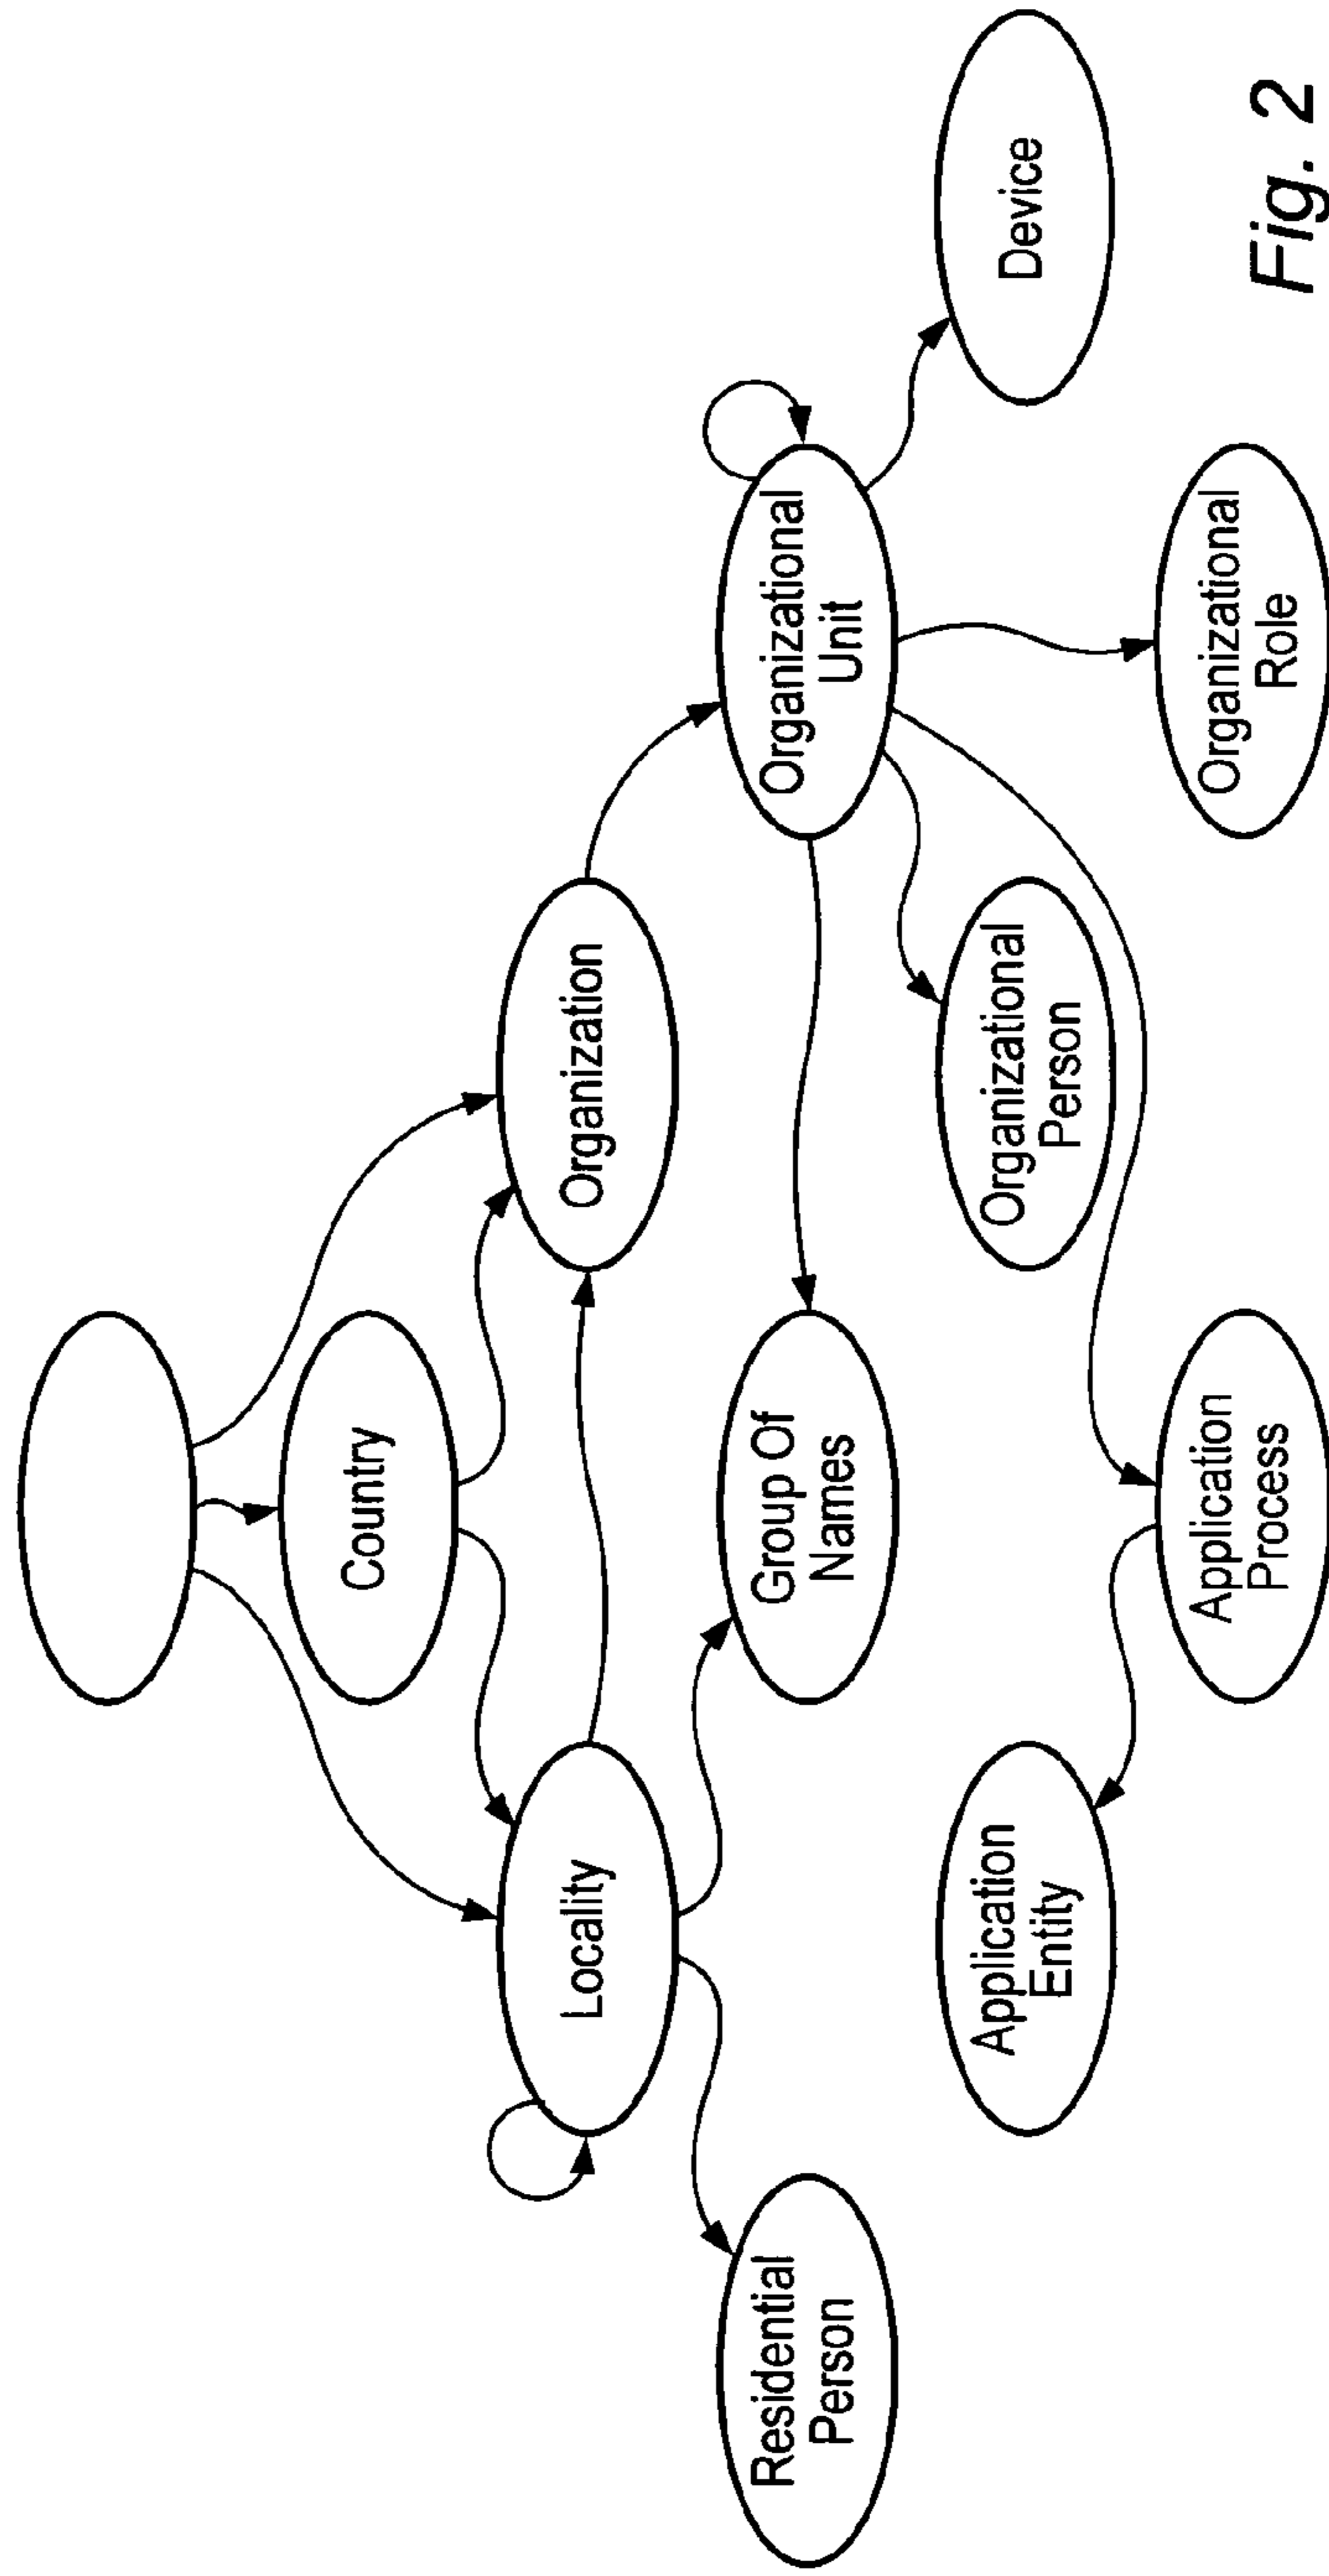 Country
Locality
Organization
Residential
Person
Group Of
Names
Organizational
Unit
Application
Entity
Organizational
Person
Device
Application
Process
Organizational
Role
Fig. 2